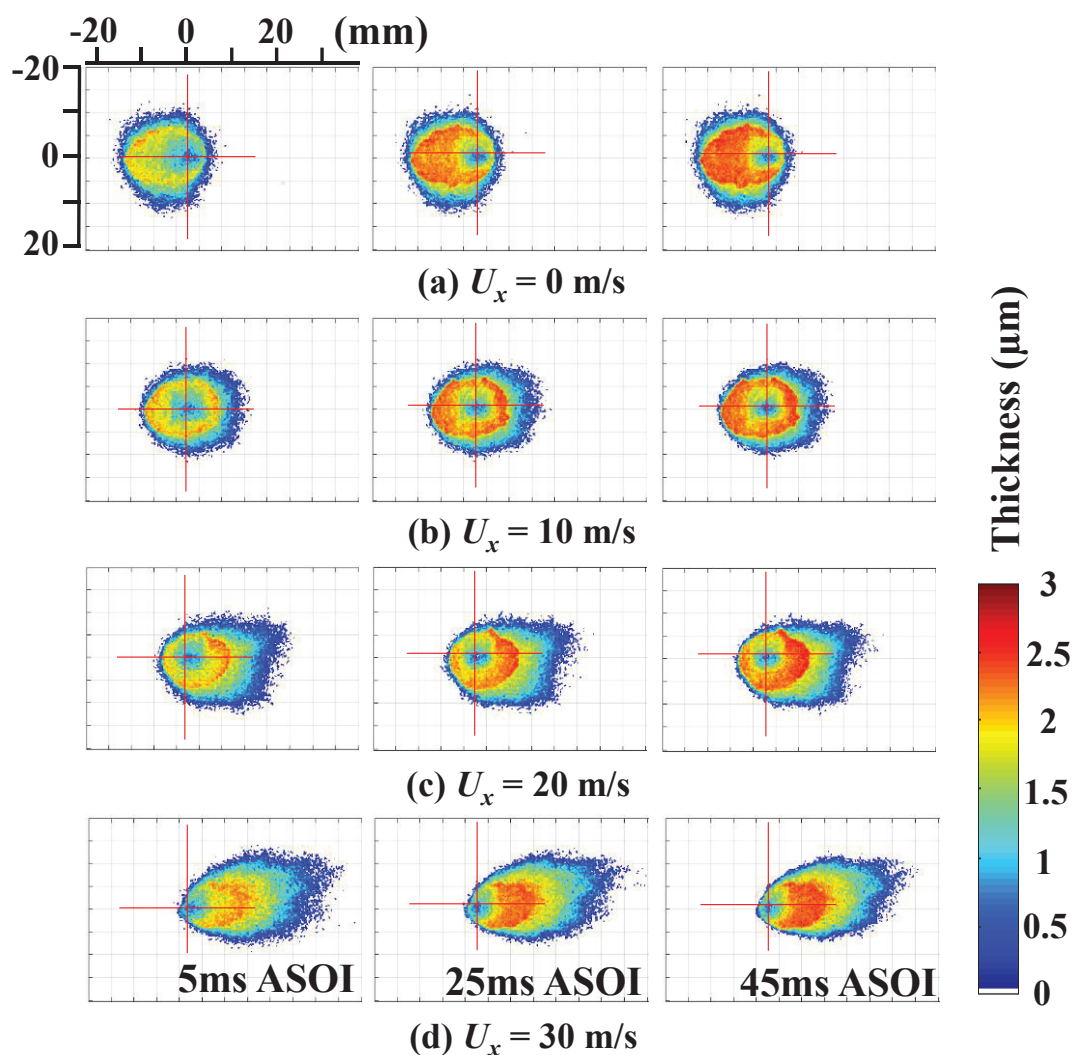 -20 0 20 (mm)
-20
0
20
(a) Uₓ = 0 m/s
(b) Uₓ = 10 m/s
(c) Uₓ = 20 m/s
5ms ASOI 25ms ASOI 45ms ASOI
(d) Uₓ = 30 m/s
Thickness (μm)
3
2.5
2
1.5
1
0.5
0